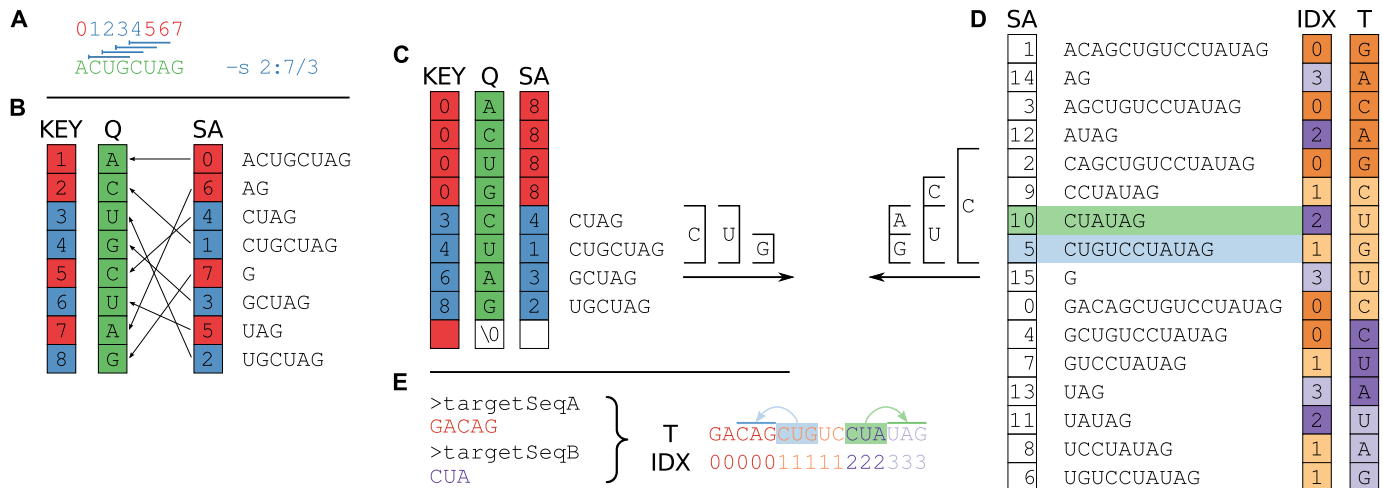 A
01234567
ACUGCUAG
–s 2:7/3
B
KEY Q SA
1 A 0 ACUGCUAG
2 C 6 AG
3 U 4 CUAG
4 G 1 CUGCUAG
5 C 7 G
6 U 3 GCUAG
7 A 5 UAG
8 G 2 UGCUAG
C
KEY Q SA
0 A 8
0 C 8
0 U 8
0 G 8
3 C 4 CUAG
4 U 1 CUGCUAG
6 A 3 GCUAG
8 G 2 UGCUAG
\0
C U G
A G C U C
D
SA IDX T
1 ACAGCUGUCCUAUAG 0 G
14 AG 3 A
3 AGCUGUCCUAUAG 0 C
12 AUAG 2 A
2 CAGCUGUCCUAUAG 0 G
9 CCUAUAG 1 C
10 CUAUAG 2 U
5 CUGUCCUAUAG 1 G
15 G 3 U
0 GACAGCUGUCCUAUAG 0 C
4 GCUGUCCUAUAG 0 C
7 GUCCUAUAG 1 U
13 UAG 3 A
11 UAUAG 2 U
8 UCCUAUAG 1 A
6 UGUCCUAUAG 1 G
E
>targetSeqA
GACAG
>targetSeqB
CUA
T GACAGCUGUCCUAUAG
IDX 0000011111222333